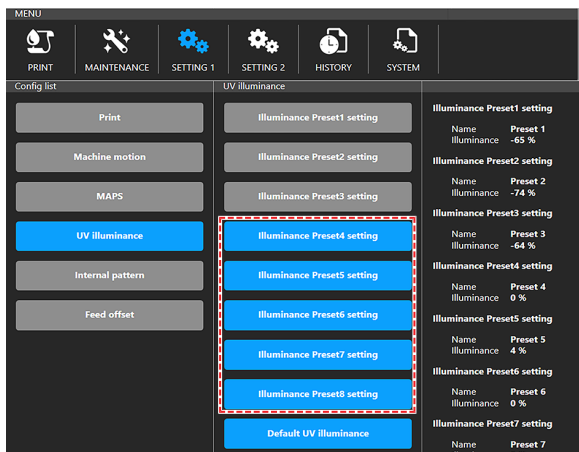 MENU
PRINT
MAINTENANCE
SETTING 1
SETTING 2
HISTORY
SYSTEM
Config list
Print
Machine motion
MAPS
UV illuminance
Internal pattern
Feed offset
UV illuminance
Illuminance Preset1 setting
Illuminance Preset2 setting
Illuminance Preset3 setting
Illuminance Preset4 setting
Illuminance Preset5 setting
Illuminance Preset6 setting
Illuminance Preset7 setting
Illuminance Preset8 setting
Default UV illuminance
Illuminance Preset1 setting
Name Preset 1
Illuminance -65 %
Illuminance Preset2 setting
Name Preset 2
Illuminance -74 %
Illuminance Preset3 setting
Name Preset 3
Illuminance -64 %
Illuminance Preset4 setting
Name Preset 4
Illuminance 0 %
Illuminance Preset5 setting
Name Preset 5
Illuminance 4 %
Illuminance Preset6 setting
Name Preset 6
Illuminance 0 %
Illuminance Preset7 setting
Name Preset 7